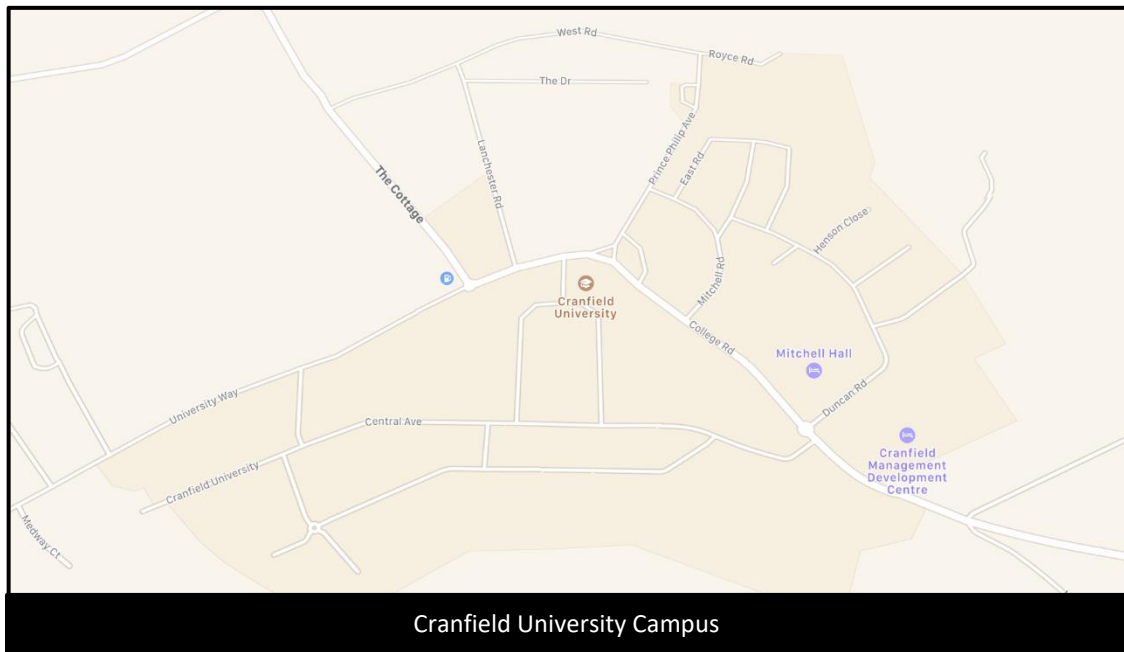 West Rd
Royce Rd
The Dr
Lanchester Rd
Prince Philip Ave
East Rd
The Cottage
Henson Close
Mitchell Rd
Cranfield
University
College Rd
Mitchell Hall
Duncan Rd
University Way
Central Ave
Cranfield
Management
Development
Centre
Cranfield University
Medway Ct
Cranfield University Campus